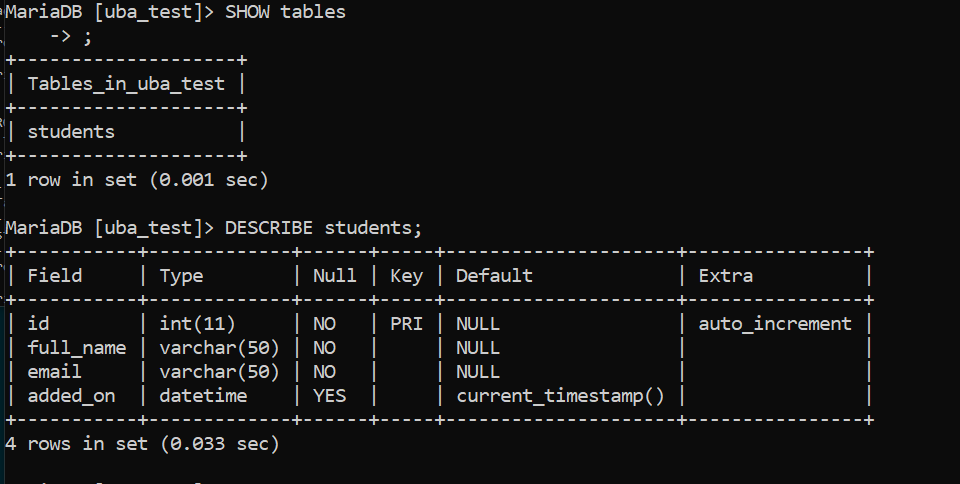 MariaDB [uba_test]> SHOW tables
    -> ;
+--------------------+
| Tables_in_uba_test |
+--------------------+
| students           |
+--------------------+
1 row in set (0.001 sec)

MariaDB [uba_test]> DESCRIBE students;
+-----------+-------------+------+-----+---------------------+----------------+
| Field     | Type        | Null | Key | Default             | Extra          |
+-----------+-------------+------+-----+---------------------+----------------+
| id        | int(11)     | NO   | PRI | NULL                | auto_increment |
| full_name | varchar(50) | NO   |     | NULL                |                |
| email     | varchar(50) | NO   |     | NULL                |                |
| added_on  | datetime    | YES  |     | current_timestamp() |                |
+-----------+-------------+------+-----+---------------------+----------------+
4 rows in set (0.033 sec)